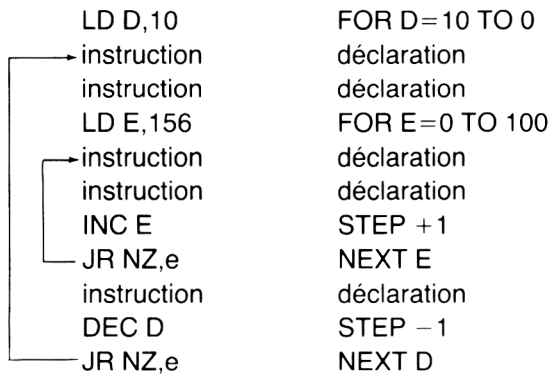 LD D,10 FOR D=10 TO 0
instruction déclaration
instruction déclaration
LD E,156 FOR E=0 TO 100
instruction déclaration
instruction déclaration
INC E STEP +1
JR NZ,e NEXT E
instruction déclaration
DEC D STEP −1
JR NZ,e NEXT D